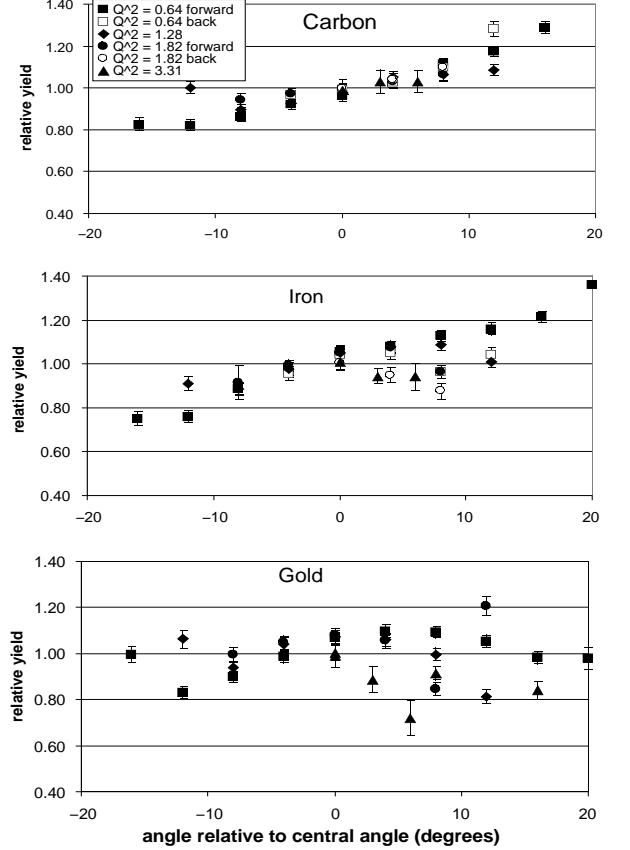 1.40
Q^2 = 0.64 forward
Q^2 = 0.64 back
Q^2 = 1.28
Q^2 = 1.82 forward
Q^2 = 1.82 back
Q^2 = 3.31
Carbon
1.20
1.00
0.80
0.60
0.40
relative yield
−20 −10 0 10 20
Iron
1.40
1.20
1.00
0.80
0.60
0.40
relative yield
−20 −10 0 10 20
Gold
1.40
1.20
1.00
0.80
0.60
0.40
relative yield
−20 −10 0 10 20
angle relative to central angle (degrees)